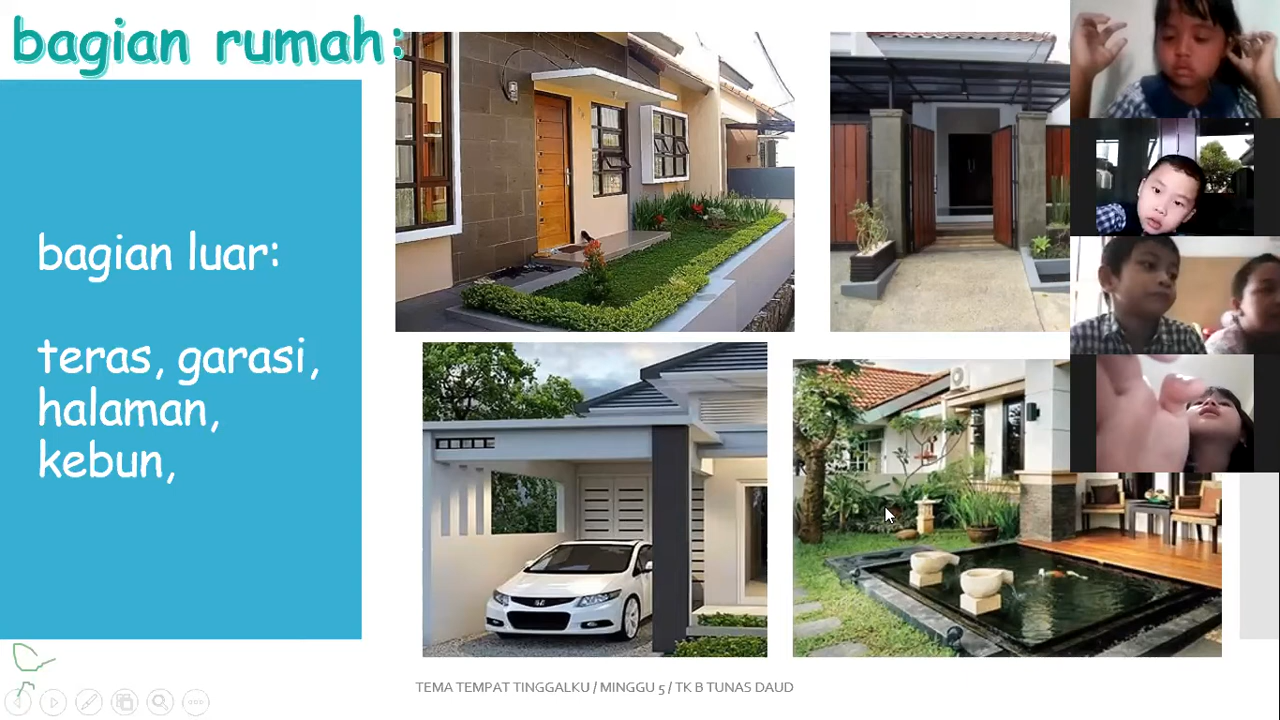 bagian rumah:
bagian luar:
teras, garasi,
halaman,
kebun,
TEMA TEMPAT TINGGALKU / MINGGU 5 / TK B TUNAS DAUD